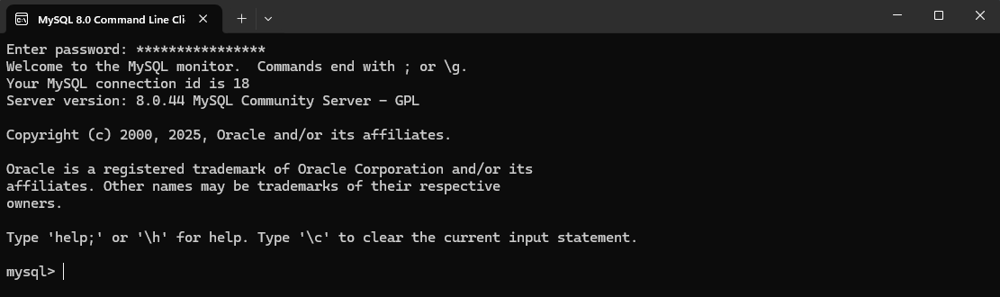 MySQL 8.0 Command Line Cli
Enter password: ****************
Welcome to the MySQL monitor.  Commands end with ; or \g.
Your MySQL connection id is 18
Server version: 8.0.44 MySQL Community Server - GPL
Copyright (c) 2000, 2025, Oracle and/or its affiliates.
Oracle is a registered trademark of Oracle Corporation and/or its
affiliates. Other names may be trademarks of their respective
owners.
Type 'help;' or '\h' for help. Type '\c' to clear the current input statement.
mysql>